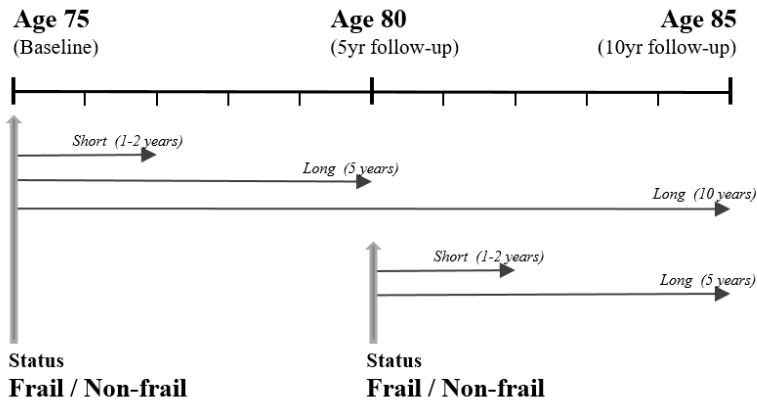 Age 75
(Baseline)
Age 80
(5yr follow-up)
Age 85
(10yr follow-up)
Short (1-2 years)
Long (5 years)
Long (10 years)
Short (1-2 years)
Long (5 years)
Status
Frail / Non-frail
Status
Frail / Non-frail